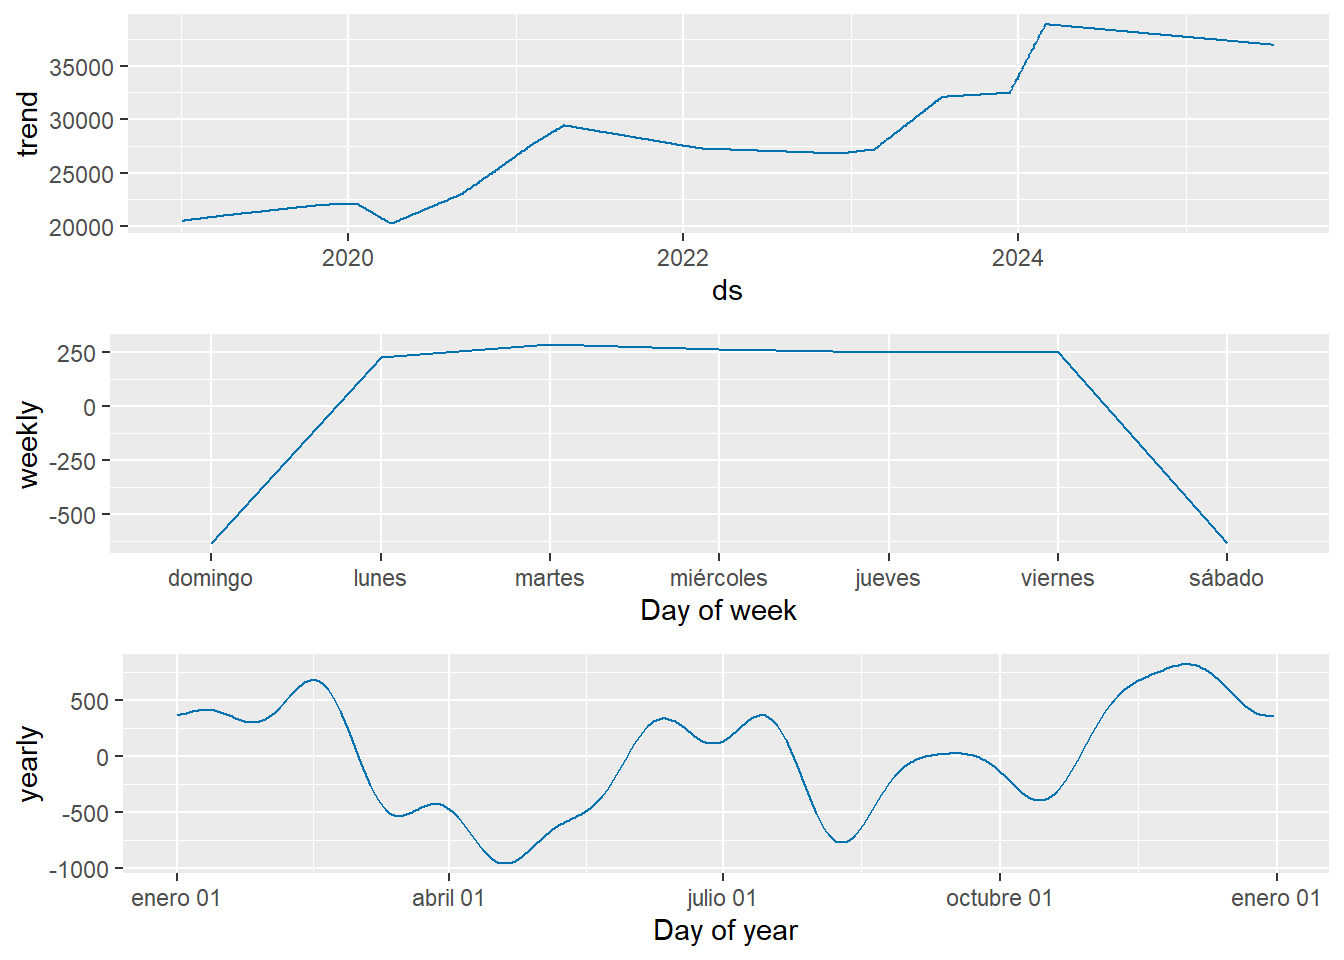 trend
35000
30000
25000
20000
2020 2022 2024
ds
weekly
250
0
-250
-500
domingo lunes martes miércoles jueves viernes sábado
Day of week
yearly
500
0
-500
-1000
enero 01 abril 01 julio 01 octubre 01 enero 01
Day of year